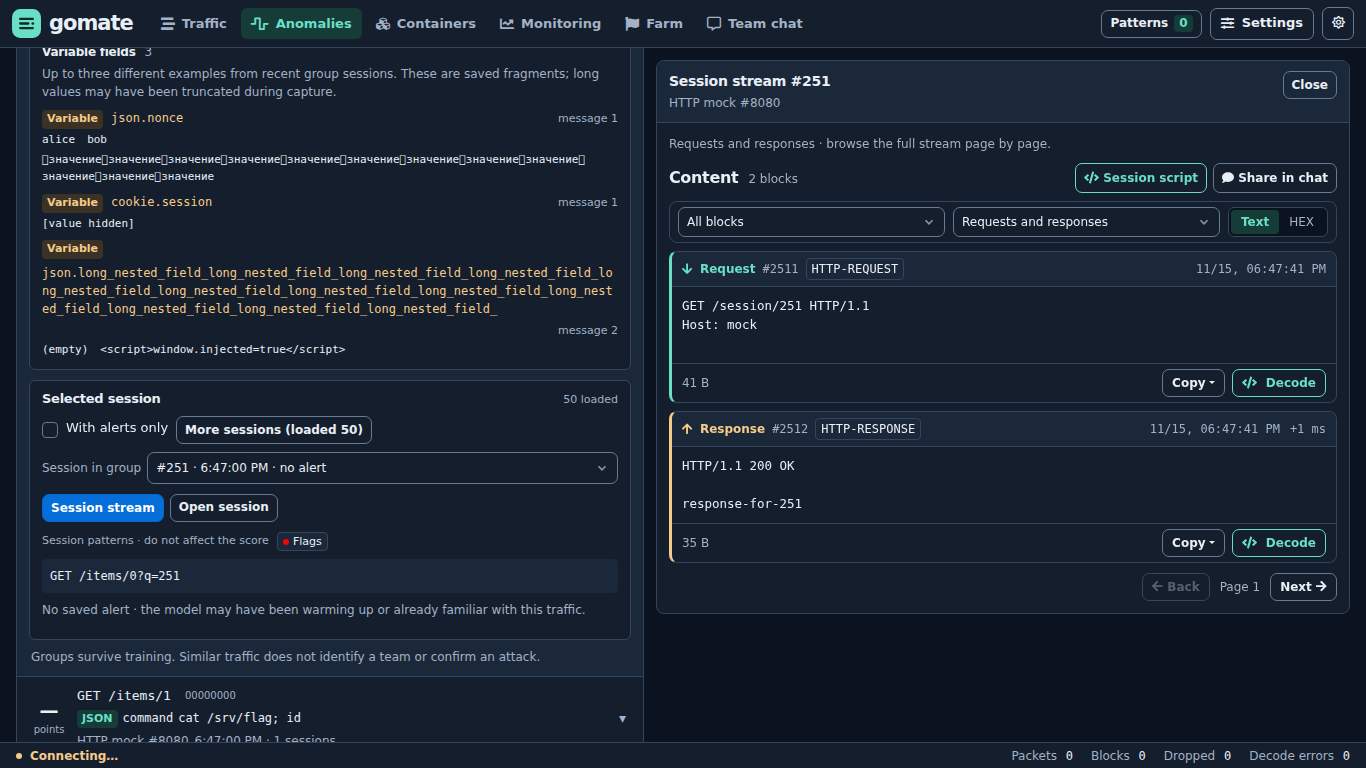 gomate
Traffic
Anomalies
Containers
Monitoring
Farm
Team chat
Patterns 0
Settings
Variable fields 3
Up to three different examples from recent group sessions. These are saved fragments; long
values may have been truncated during capture.
Variable json.nonce message 1
alice bob
значение значение значение значение значение значение значение значение значение
значение значение значение
Variable cookie.session message 1
[value hidden]
Variable
json.long_nested_field_long_nested_field_long_nested_field_long_nested_field_lo
ng_nested_field_long_nested_field_long_nested_field_long_nested_field_long_nest
ed_field_long_nested_field_long_nested_field_long_nested_field_
message 2
(empty) <script>window.injected=true</script>
Selected session 50 loaded
With alerts only More sessions (loaded 50)
Session in group #251 · 6:47:00 PM · no alert
Session stream Open session
Session patterns · do not affect the score Flags
GET /items/0?q=251
No saved alert · the model may have been warming up or already familiar with this traffic.
Groups survive training. Similar traffic does not identify a team or confirm an attack.
GET /items/1 00000000
— points
JSON command cat /srv/flag; id
HTTP mock #8080 6:47:00 PM · 1 sessions
Session stream #251
HTTP mock #8080
Close
Requests and responses · browse the full stream page by page.
Content 2 blocks
Session script
Share in chat
All blocks
Requests and responses
Text HEX
Request #2511 HTTP-REQUEST 11/15, 06:47:41 PM
GET /session/251 HTTP/1.1
Host: mock
41 B Copy Decode
Response #2512 HTTP-RESPONSE 11/15, 06:47:41 PM +1 ms
HTTP/1.1 200 OK
response-for-251
35 B Copy Decode
Back Page 1 Next
Connecting…
Packets 0 Blocks 0 Dropped 0 Decode errors 0